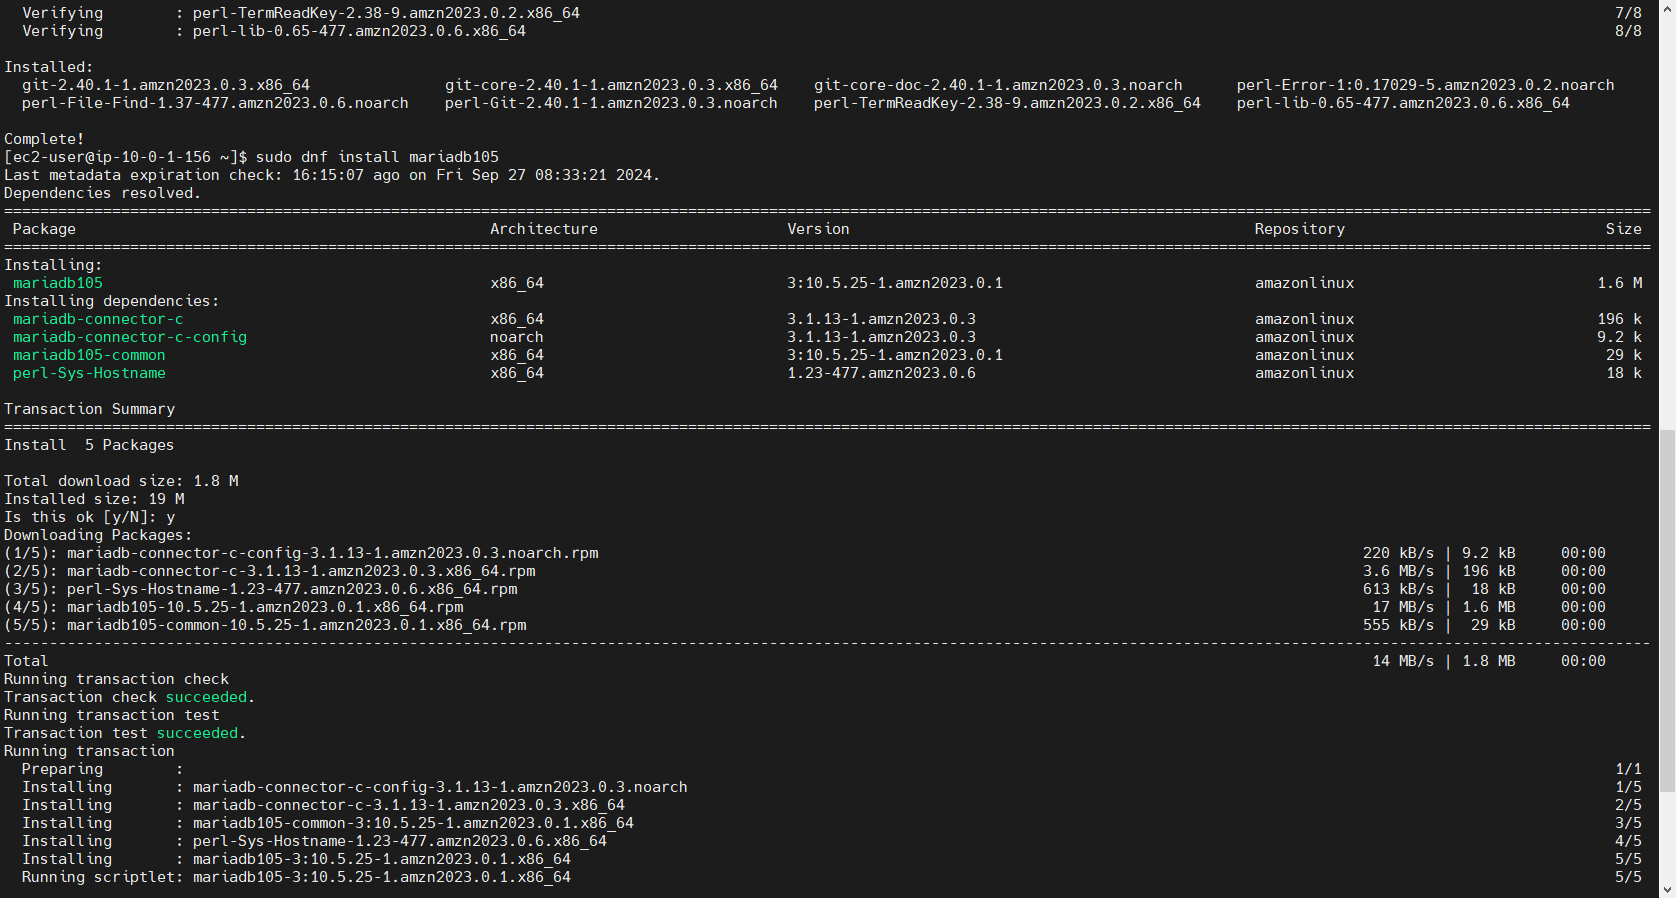 Verifying        : perl-TermReadKey-2.38-9.amzn2023.0.2.x86_64 7/8
Verifying        : perl-lib-0.65-477.amzn2023.0.6.x86_64 8/8
Installed:
git-2.40.1-1.amzn2023.0.3.x86_64 git-core-2.40.1-1.amzn2023.0.3.x86_64 git-core-doc-2.40.1-1.amzn2023.0.3.noarch perl-Error-1:0.17029-5.amzn2023.0.2.noarch
perl-File-Find-1.37-477.amzn2023.0.6.noarch perl-Git-2.40.1-1.amzn2023.0.3.noarch perl-TermReadKey-2.38-9.amzn2023.0.2.x86_64 perl-lib-0.65-477.amzn2023.0.6.x86_64
Complete!
[ec2-user@ip-10-0-1-156 ~]$ sudo dnf install mariadb105
Last metadata expiration check: 16:15:07 ago on Fri Sep 27 08:33:21 2024.
Dependencies resolved.
Package Architecture Version Repository Size
Installing:
mariadb105 x86_64 3:10.5.25-1.amzn2023.0.1 amazonlinux 1.6 M
Installing dependencies:
mariadb-connector-c x86_64 3.1.13-1.amzn2023.0.3 amazonlinux 196 k
mariadb-connector-c-config noarch 3.1.13-1.amzn2023.0.3 amazonlinux 9.2 k
mariadb105-common x86_64 3:10.5.25-1.amzn2023.0.1 amazonlinux 29 k
perl-Sys-Hostname x86_64 1.23-477.amzn2023.0.6 amazonlinux 18 k
Transaction Summary
Install  5 Packages
Total download size: 1.8 M
Installed size: 19 M
Is this ok [y/N]: y
Downloading Packages:
(1/5): mariadb-connector-c-config-3.1.13-1.amzn2023.0.3.noarch.rpm 220 kB/s | 9.2 kB 00:00
(2/5): mariadb-connector-c-3.1.13-1.amzn2023.0.3.x86_64.rpm 3.6 MB/s | 196 kB 00:00
(3/5): perl-Sys-Hostname-1.23-477.amzn2023.0.6.x86_64.rpm 613 kB/s | 18 kB 00:00
(4/5): mariadb105-10.5.25-1.amzn2023.0.1.x86_64.rpm 17 MB/s | 1.6 MB 00:00
(5/5): mariadb105-common-10.5.25-1.amzn2023.0.1.x86_64.rpm 555 kB/s | 29 kB 00:00
Total 14 MB/s | 1.8 MB 00:00
Running transaction check
Transaction check succeeded.
Running transaction test
Transaction test succeeded.
Running transaction
Preparing        : 1/1
Installing       : mariadb-connector-c-config-3.1.13-1.amzn2023.0.3.noarch 1/5
Installing       : mariadb-connector-c-3.1.13-1.amzn2023.0.3.x86_64 2/5
Installing       : mariadb105-common-3:10.5.25-1.amzn2023.0.1.x86_64 3/5
Installing       : perl-Sys-Hostname-1.23-477.amzn2023.0.6.x86_64 4/5
Installing       : mariadb105-3:10.5.25-1.amzn2023.0.1.x86_64 5/5
Running scriptlet: mariadb105-3:10.5.25-1.amzn2023.0.1.x86_64 5/5